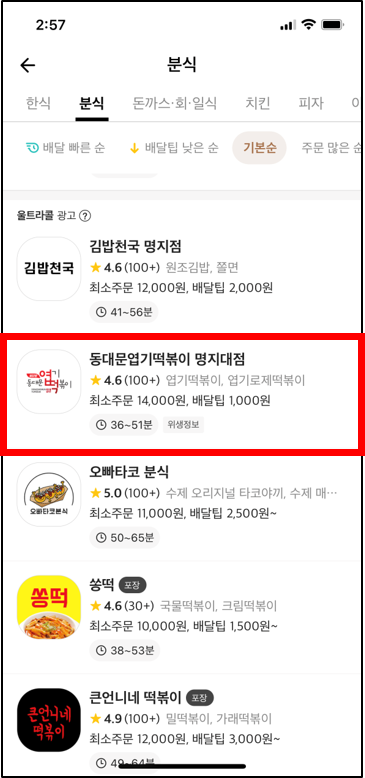 2:57
분식
한식 분식 돈까스·회·일식 치킨 피자
배달 빠른 순 배달팁 낮은 순 기본순 주문 많은 순
울트라콜 광고 ?
김밥천국
김밥천국 명지점
4.6 (100+) 원조김밥, 쫄면
최소주문 12,000원, 배달팁 2,000원
41~56분
동대문 엽기 떡볶이
동대문엽기떡볶이 명지대점
4.6 (100+) 엽기떡볶이, 엽기로제떡볶이
최소주문 14,000원, 배달팁 1,000원
36~51분 위생정보
오빠타코분식
오빠타코 분식
5.0 (100+) 수제 오리지널 타코야끼, 수제 매…
최소주문 11,000원, 배달팁 2,500원~
50~65분
쏭떡
쏭떡 포장
4.6 (30+) 국물떡볶이, 크림떡볶이
최소주문 10,000원, 배달팁 1,500원~
38~53분
큰언니네 떡볶이
큰언니네 떡볶이 포장
4.9 (100+) 밀떡볶이, 가래떡볶이
최소주문 12,000원, 배달팁 3,000원~
49~64분